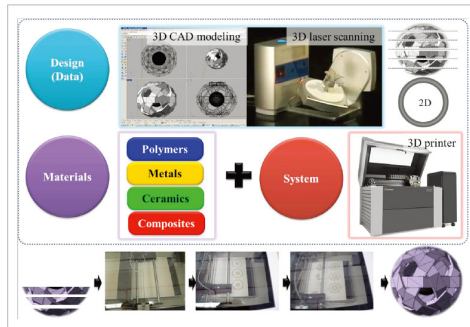 3D CAD modeling
3D laser scanning
Design
(Data)
2D
3D printer
Materials
Polymers
Metals
Ceramics
Composites
System